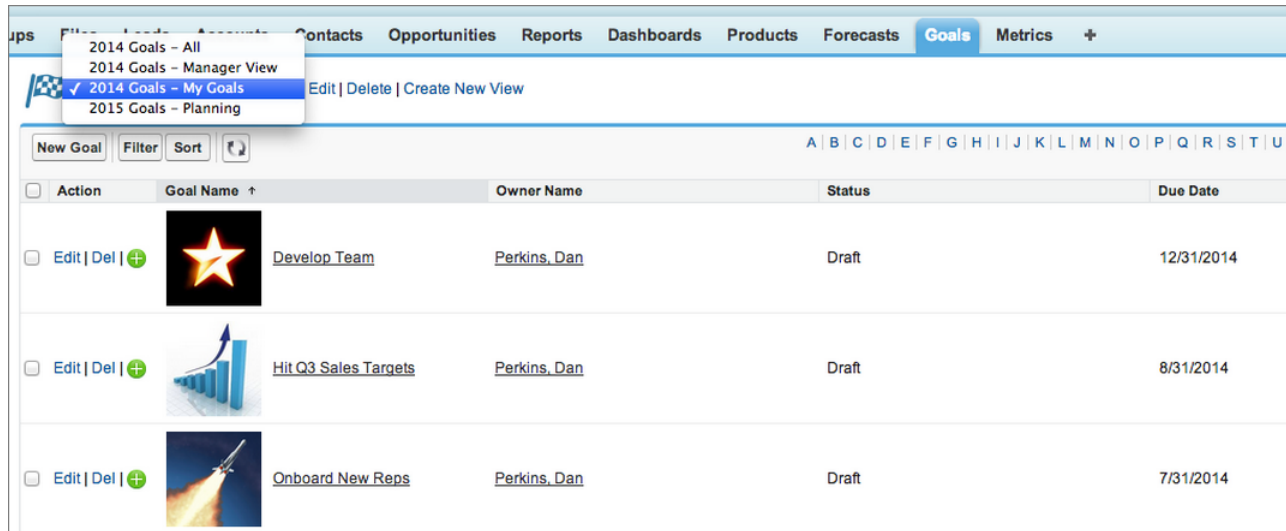 ups Files Leads Accounts Contacts Opportunities Reports Dashboards Products Forecasts Goals Metrics +
2014 Goals – All
2014 Goals – Manager View
✓ 2014 Goals – My Goals
2015 Goals – Planning
Edit | Delete | Create New View
New Goal Filter Sort
A | B | C | D | E | F | G | H | I | J | K | L | M | N | O | P | Q | R | S | T | U
Action Goal Name ↑ Owner Name Status Due Date
Edit | Del | Develop Team Perkins, Dan Draft 12/31/2014
Edit | Del | Hit Q3 Sales Targets Perkins, Dan Draft 8/31/2014
Edit | Del | Onboard New Reps Perkins, Dan Draft 7/31/2014